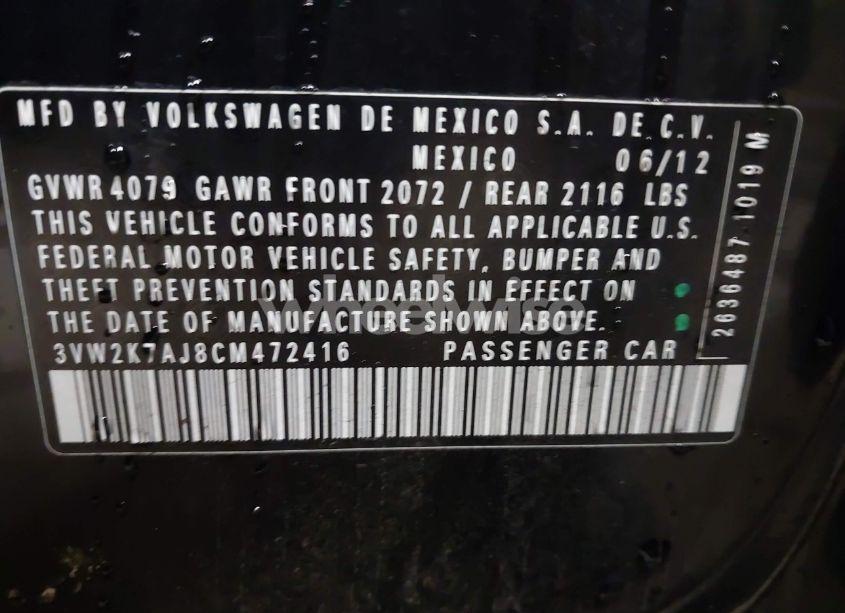 MFD BY VOLKSWAGEN DE MEXICO S.A. DE C.V.
MEXICO 06/12
GVWR 4079 GAWR FRONT 2072 / REAR 2116 LBS
THIS VEHICLE CONFORMS TO ALL APPLICABLE U.S.
FEDERAL MOTOR VEHICLE SAFETY, BUMPER AND
THEFT PREVENTION STANDARDS IN EFFECT ON
THE DATE OF MANUFACTURE SHOWN ABOVE.
3VW2K7AJ8CM472416 PASSENGER CAR
2636487 1019 M
wheelwise